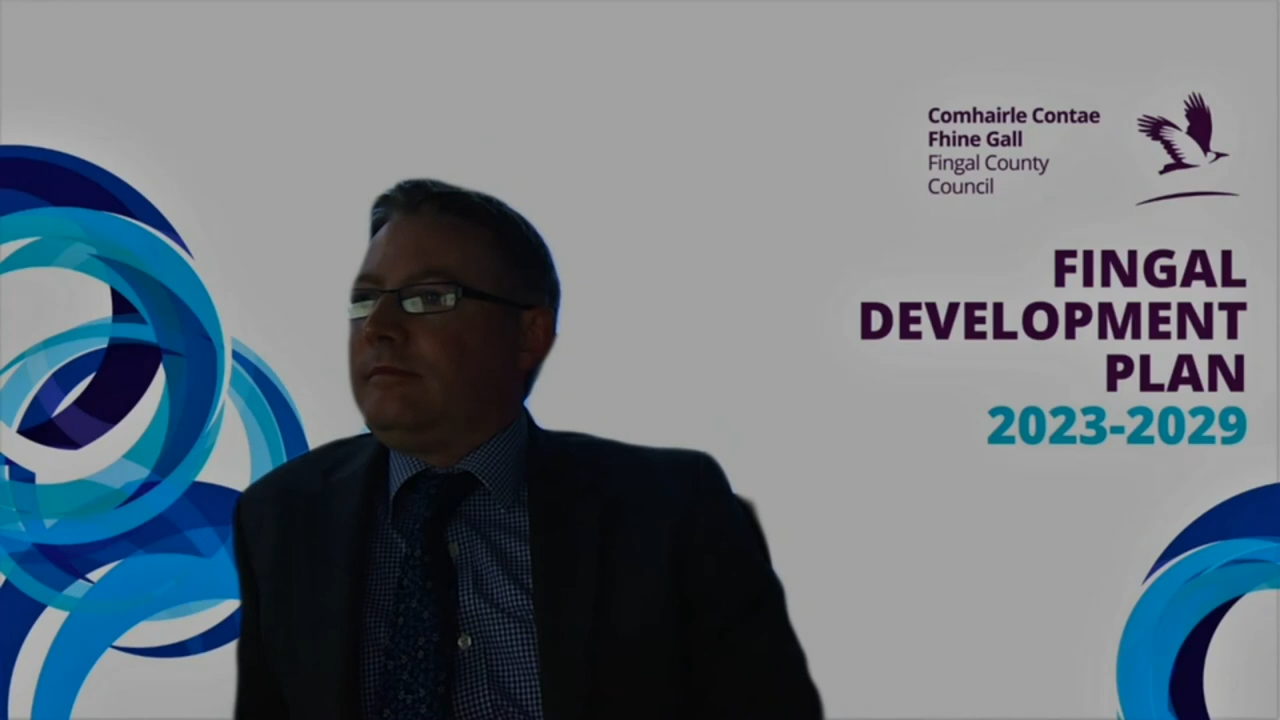 Comhairle Contae
Fhine Gall
Fingal County
Council
FINGAL
DEVELOPMENT
PLAN
2023-2029